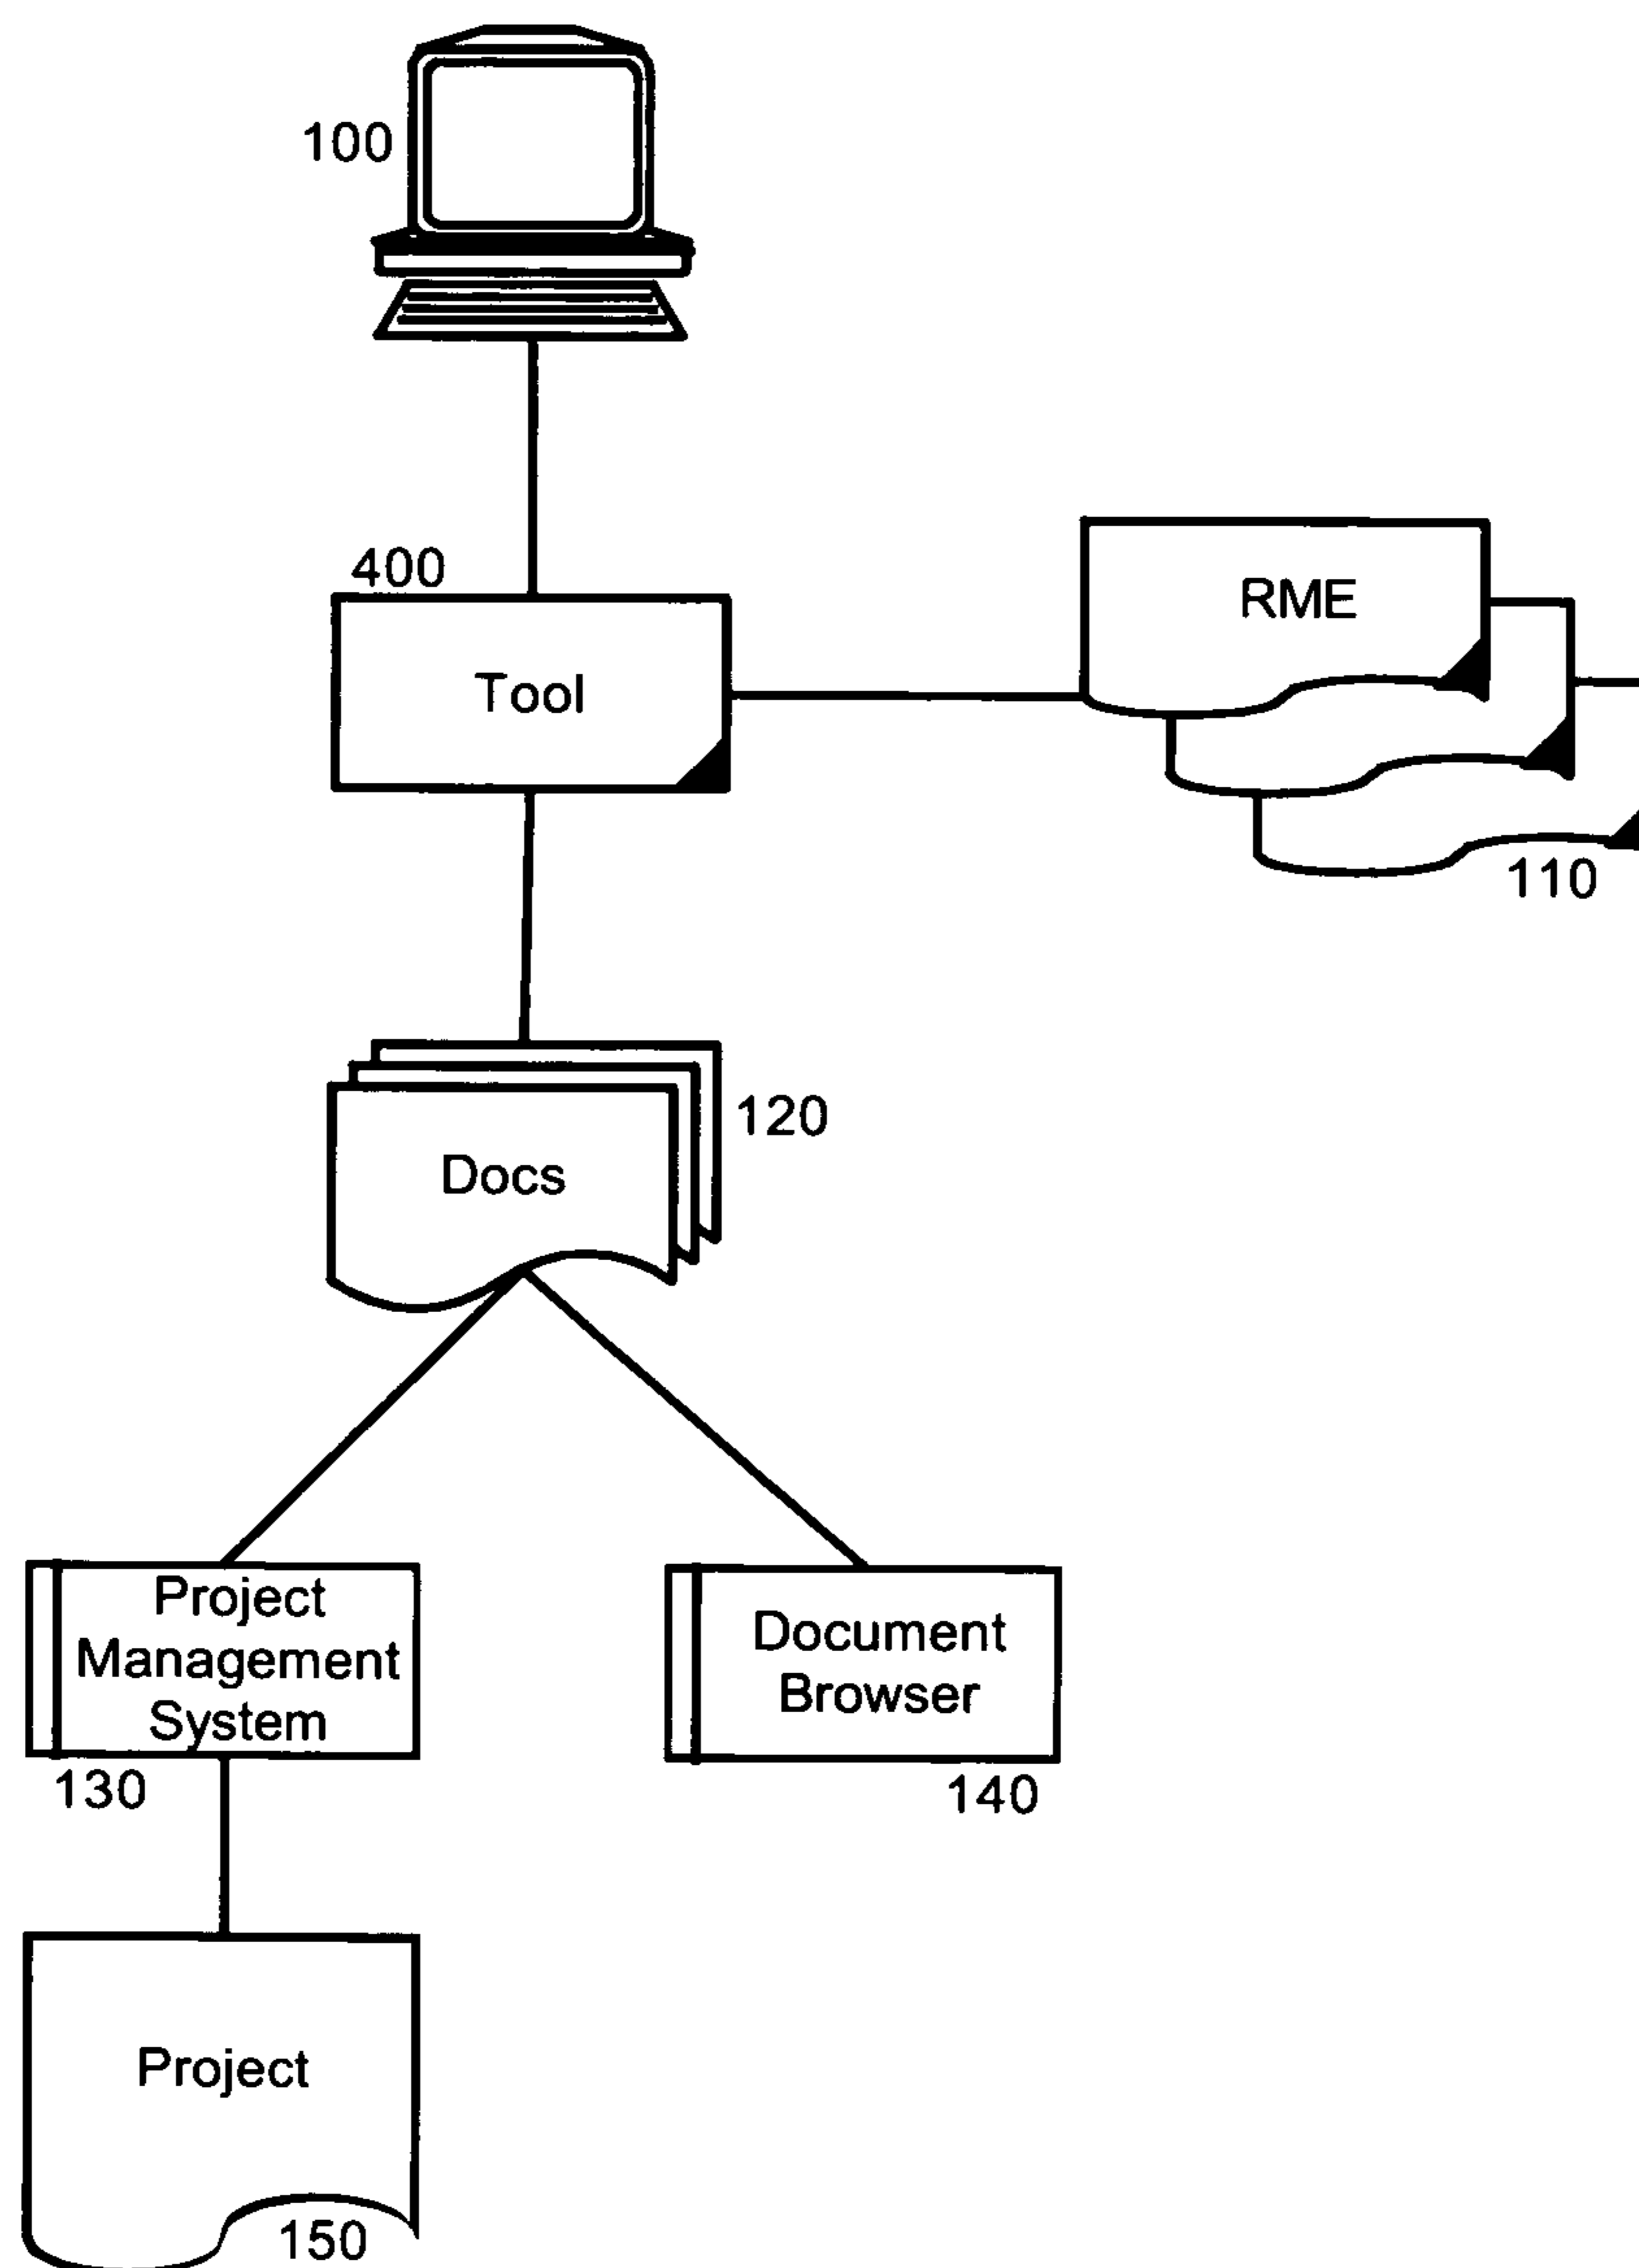 100
400
RME
Tool
110
120
Docs
Project
Management
System
Document
Browser
130
140
Project
150